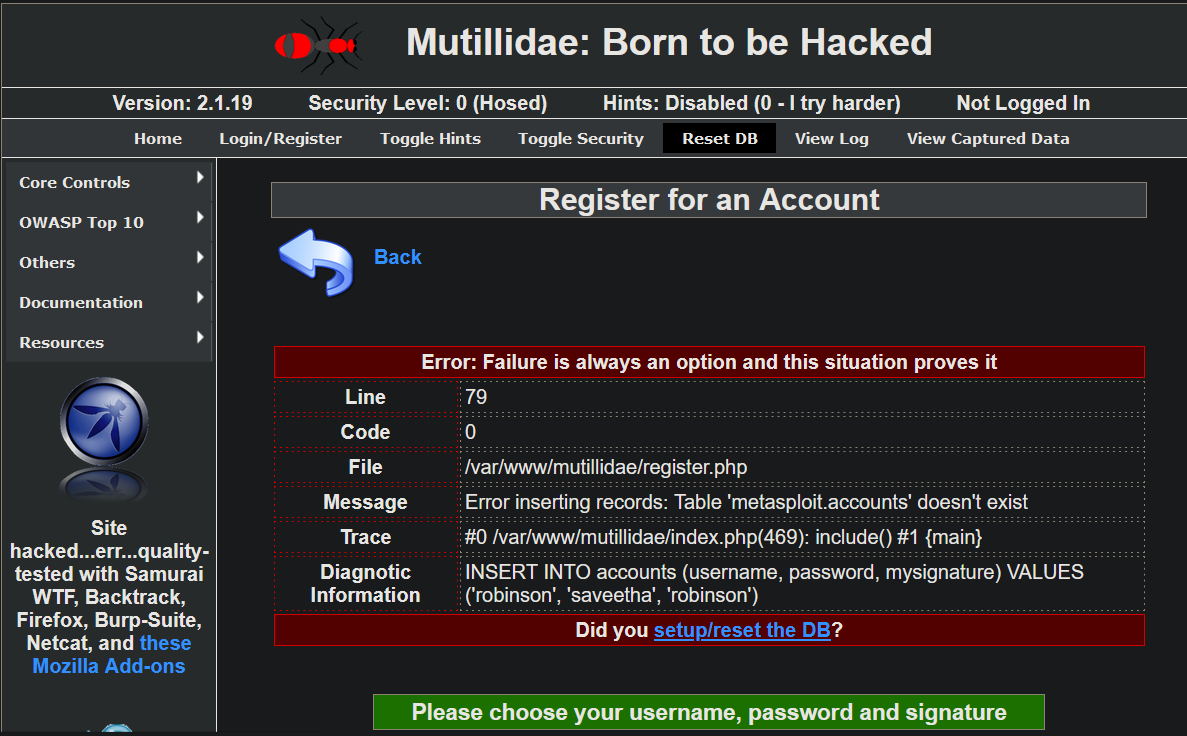 Mutillidae: Born to be Hacked
Version: 2.1.19 Security Level: 0 (Hosed) Hints: Disabled (0 - I try harder) Not Logged In
Home Login/Register Toggle Hints Toggle Security Reset DB View Log View Captured Data
Core Controls
OWASP Top 10
Others
Documentation
Resources
Site
hacked...err...quality-
tested with Samurai
WTF, Backtrack,
Firefox, Burp-Suite,
Netcat, and these
Mozilla Add-ons
Register for an Account
Back
Error: Failure is always an option and this situation proves it
Line 79
Code 0
File /var/www/mutillidae/register.php
Message Error inserting records: Table 'metasploit.accounts' doesn't exist
Trace #0 /var/www/mutillidae/index.php(469): include() #1 {main}
Diagnostic INSERT INTO accounts (username, password, mysignature) VALUES
Information ('robinson', 'saveetha', 'robinson')
Did you setup/reset the DB?
Please choose your username, password and signature